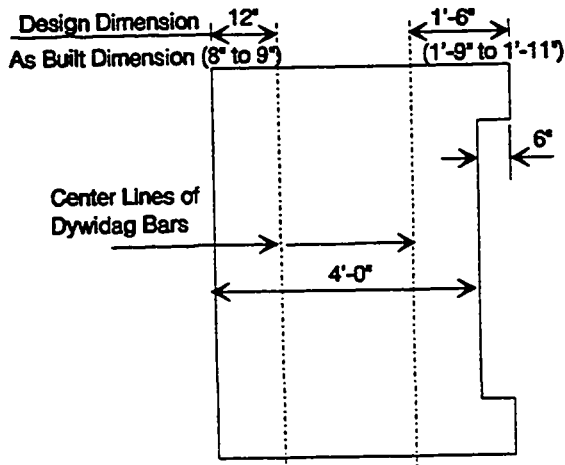 Design Dimension 12" 1'-6"
As Built Dimension (8" to 9") (1'-9" to 1'-11")
6"
Center Lines of
Dywidag Bars
4'-0"